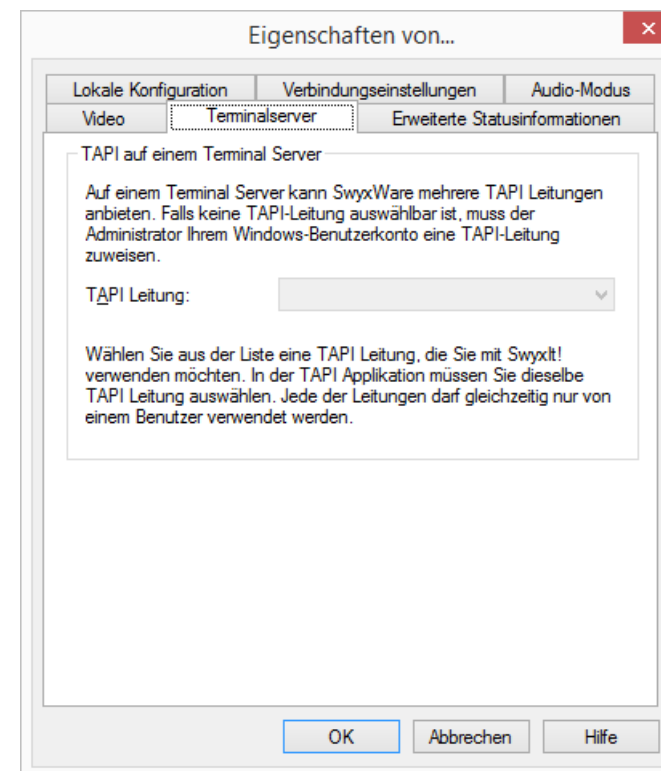 Eigenschaften von...
Lokale Konfiguration Verbindungseinstellungen Audio-Modus
Video Terminalserver Erweiterte Statusinformationen
TAPI auf einem Terminal Server
Auf einem Terminal Server kann SwyxWare mehrere TAPI Leitungen
anbieten. Falls keine TAPI-Leitung auswählbar ist, muss der
Administrator Ihrem Windows-Benutzerkonto eine TAPI-Leitung
zuweisen.
TAPI Leitung:
Wählen Sie aus der Liste eine TAPI Leitung, die Sie mit SwyxIt!
verwenden möchten. In der TAPI Applikation müssen Sie dieselbe
TAPI Leitung auswählen. Jede der Leitungen darf gleichzeitig nur von
einem Benutzer verwendet werden.
OK Abbrechen Hilfe